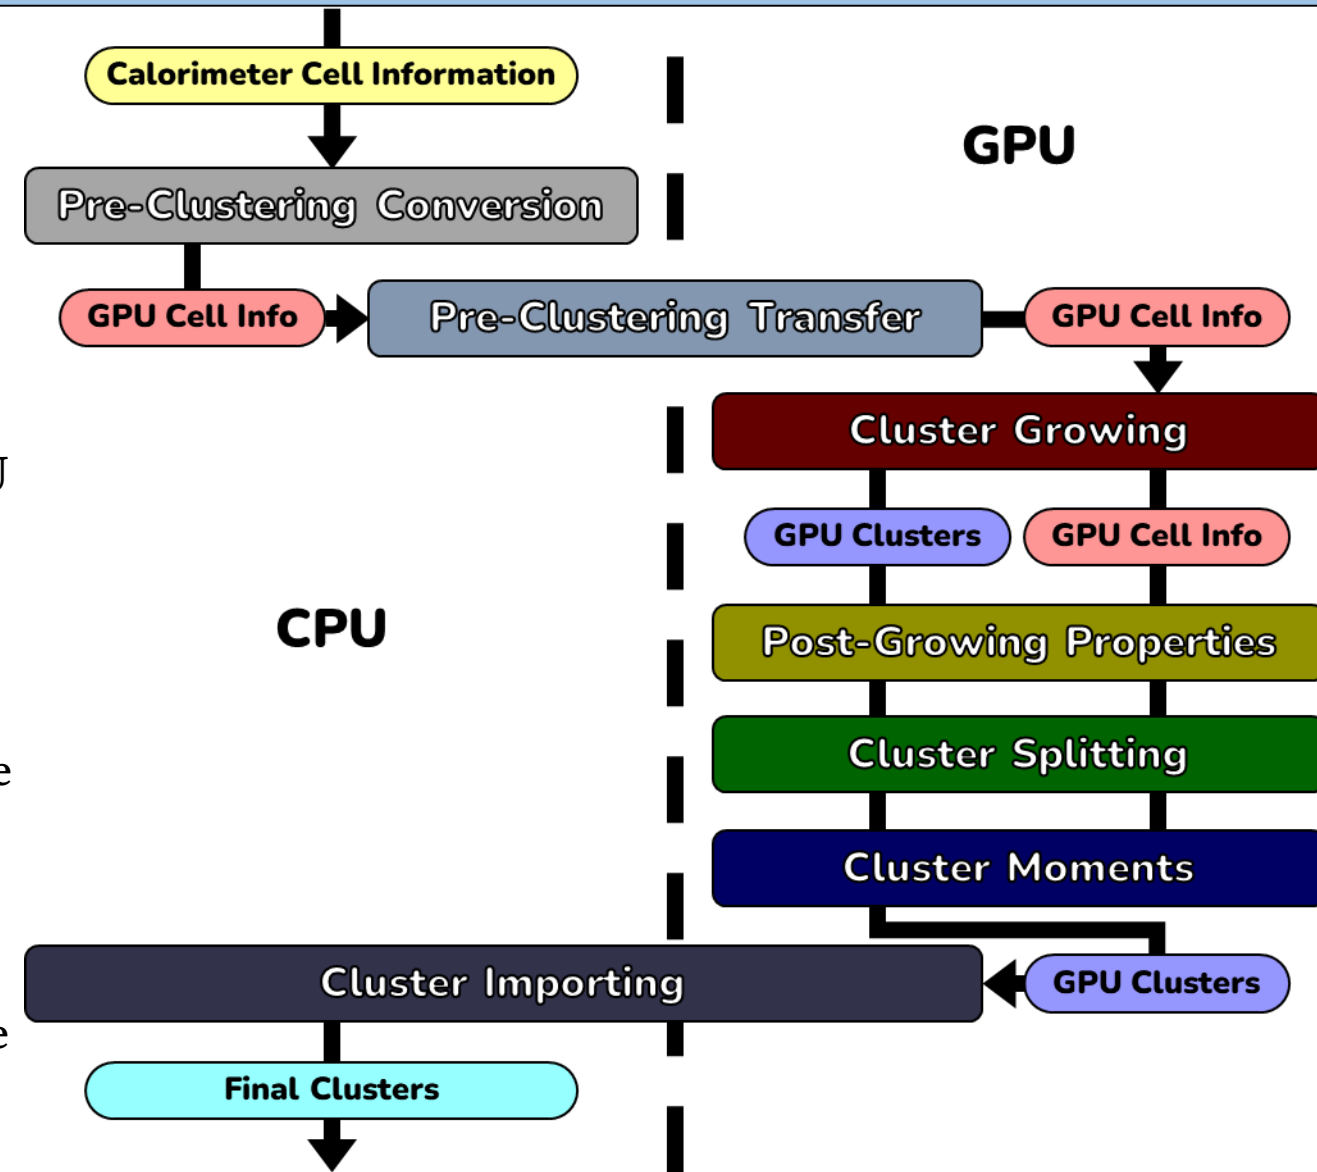 Calorimeter Cell Information
GPU
Pre-Clustering Conversion
GPU Cell Info
Pre-Clustering Transfer
GPU Cell Info
Cluster Growing
GPU Clusters
GPU Cell Info
CPU
Post-Growing Properties
Cluster Splitting
Cluster Moments
Cluster Importing
GPU Clusters
Final Clusters